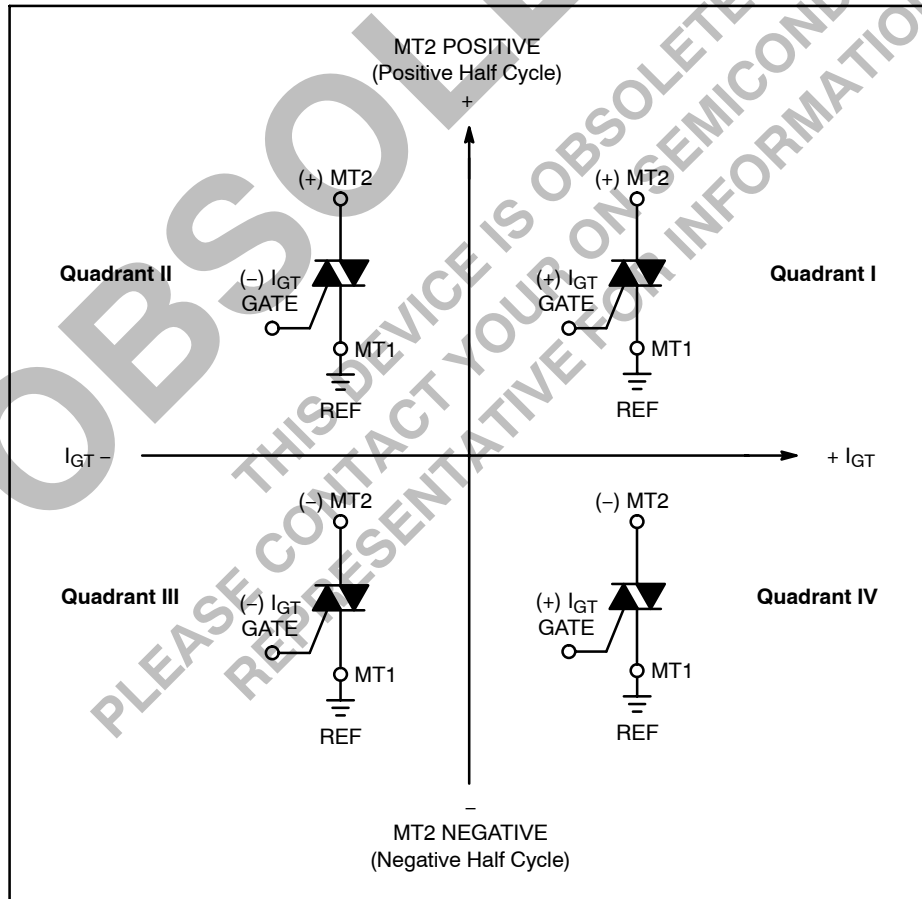 MT2 POSITIVE
(Positive Half Cycle)
+
(+) MT2
(+) MT2
Quadrant II
(–) IGT
GATE
MT1
REF
(+) IGT
GATE
MT1
REF
Quadrant I
IGT –
+ IGT
(–) MT2
(–) MT2
Quadrant III
(–) IGT
GATE
MT1
REF
(+) IGT
GATE
MT1
REF
Quadrant IV
–
MT2 NEGATIVE
(Negative Half Cycle)
OBSOL
THIS DEVICE IS OBSOLETE
PLEASE CONTACT YOUR ON SEMICOND
REPRESENTATIVE FOR INFORMATION